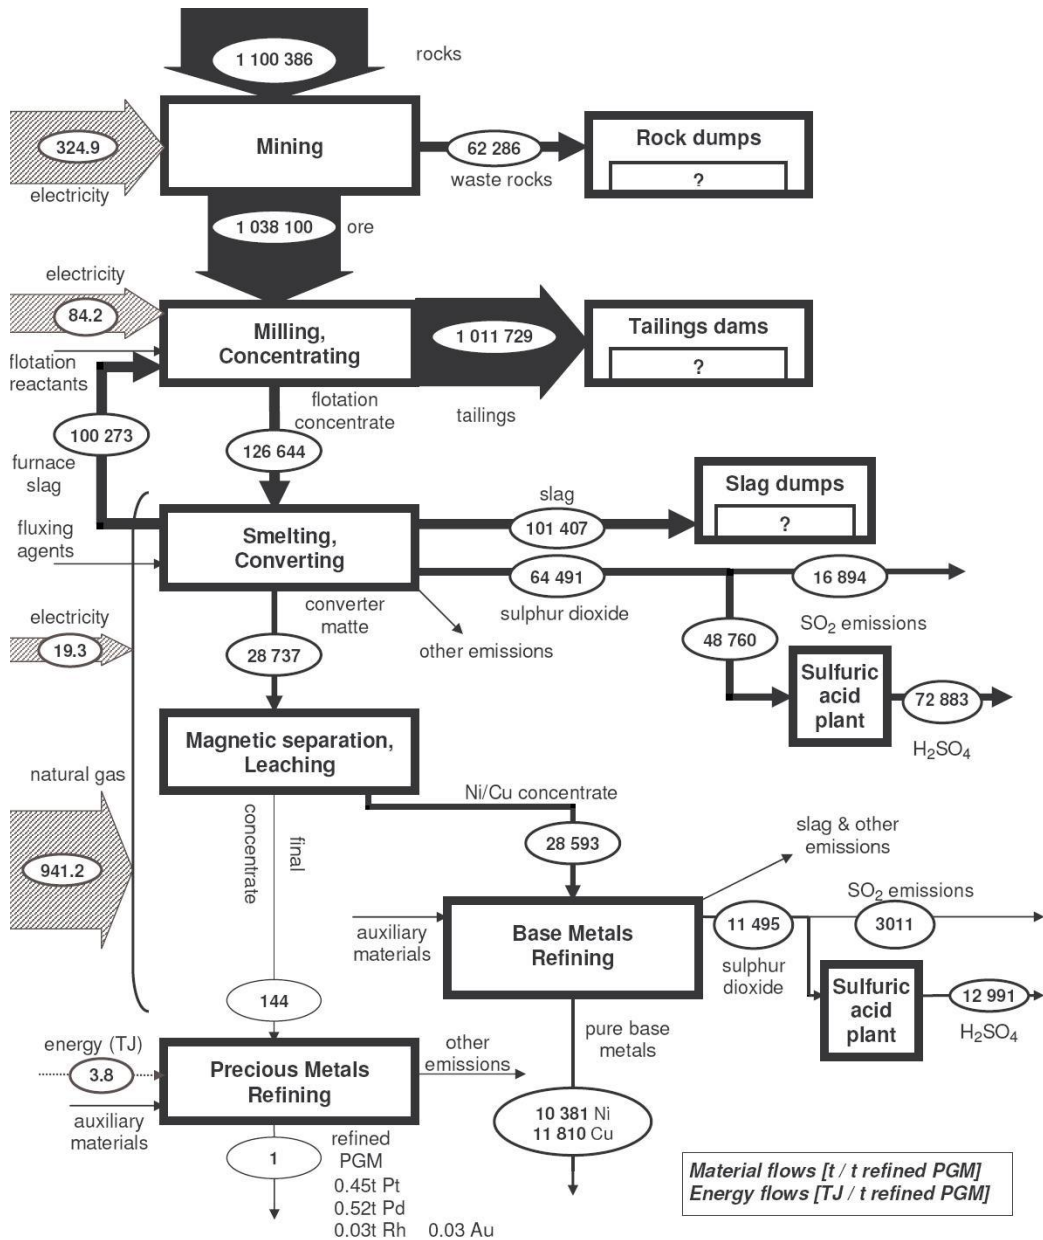 1 100 386
rocks
324.9
electricity
Mining
62 286
waste rocks
Rock dumps
?
1 038 100
ore
electricity
84.2
flotation
reactants
Milling,
Concentrating
1 011 729
tailings
Tailings dams
?
100 273
furnace
slag
flotation
concentrate
126 644
fluxing
agents
Smelting,
Converting
slag
101 407
Slag dumps
?
64 491
sulphur dioxide
16 894
SO₂ emissions
48 760
other emissions
converter
matte
28 737
electricity
19.3
Sulfuric
acid
plant
72 883
H₂SO₄
Magnetic separation,
Leaching
natural gas
941.2
final
concentrate
Ni/Cu concentrate
28 593
slag & other
emissions
auxiliary
materials
Base Metals
Refining
11 495
sulphur
dioxide
SO₂ emissions
3011
Sulfuric
acid
plant
12 991
H₂SO₄
144
pure base
metals
10 381 Ni
11 810 Cu
energy (TJ)
3.8
auxiliary
materials
Precious Metals
Refining
other
emissions
1
refined
PGM
0.45t Pt
0.52t Pd
0.03t Rh 0.03 Au
Material flows [t / t refined PGM]
Energy flows [TJ / t refined PGM]